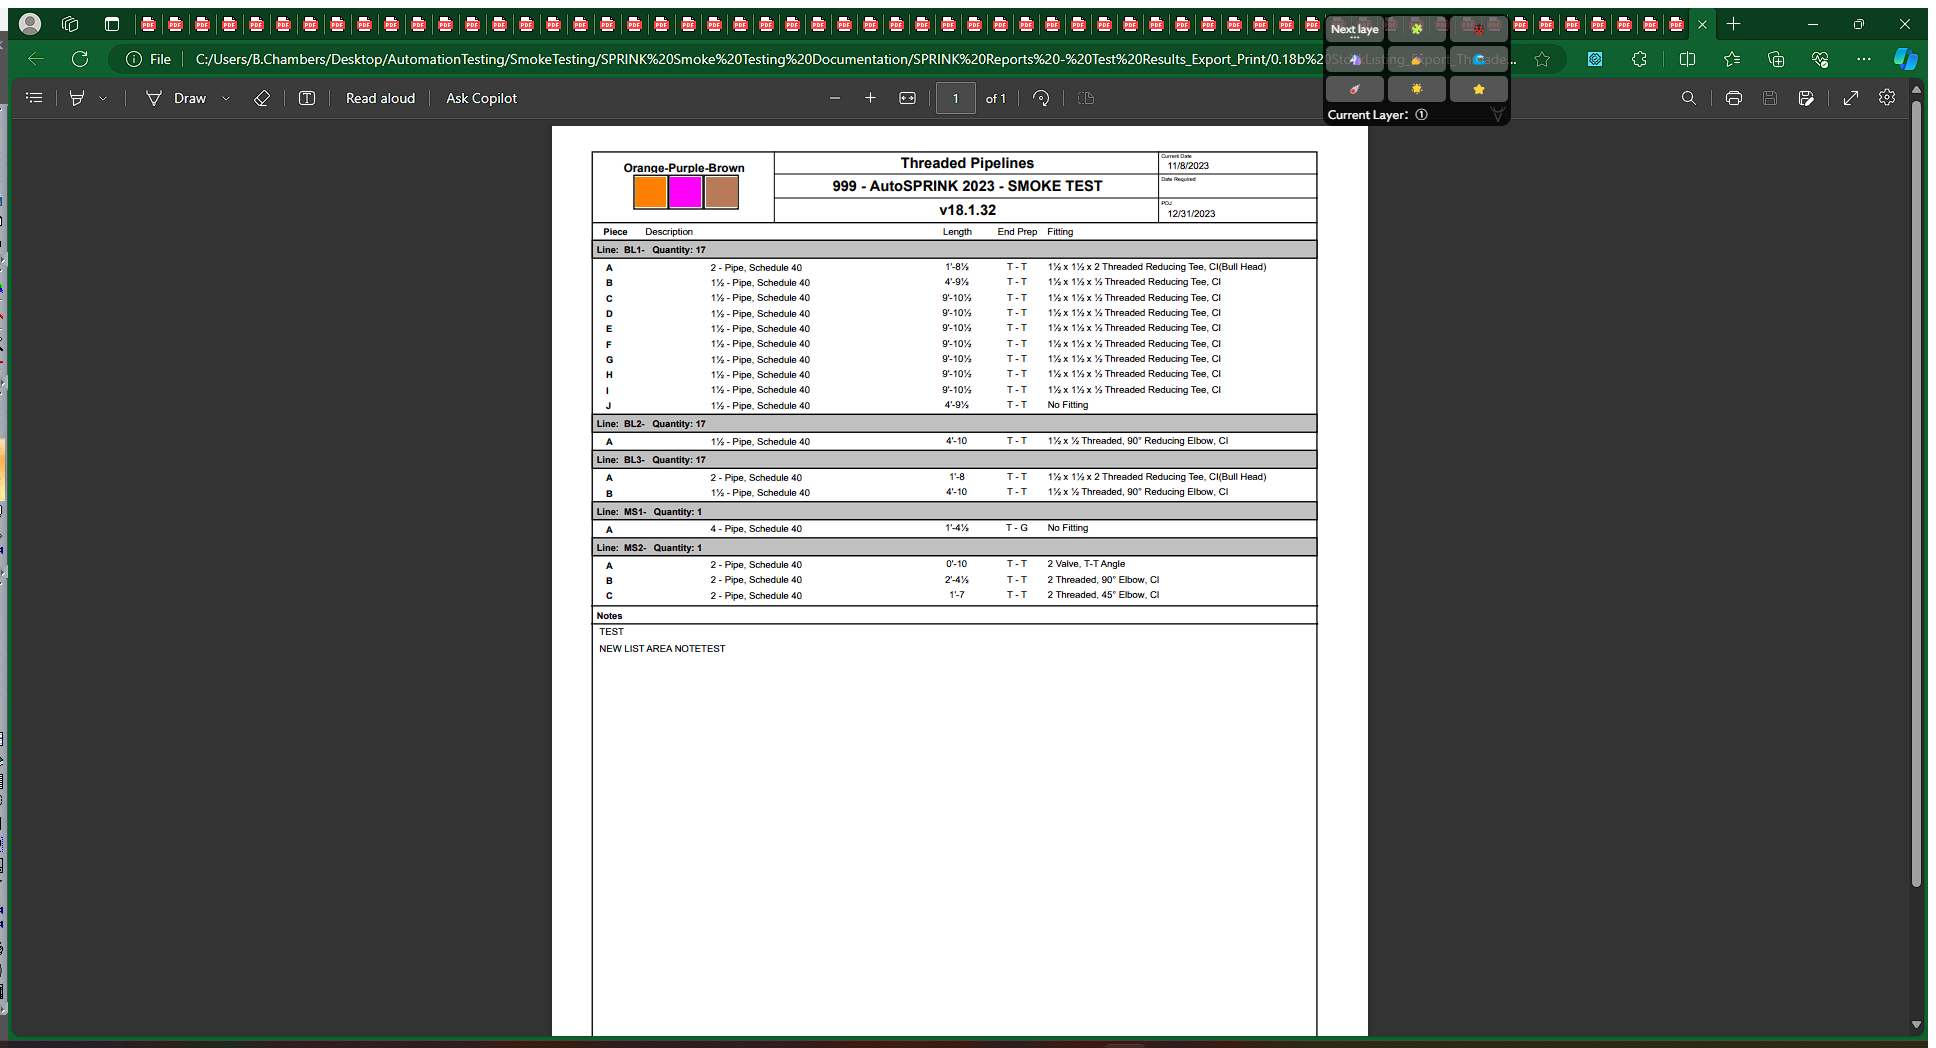 File
C:/Users/B.Chambers/Desktop/AutomationTesting/SmokeTesting/SPRINK%20Smoke%20Testing%20Documentation/SPRINK%20Reports%20-%20Test%20Results_Export_Print/0.18b%20
Next laye
Current Layer: ①
Draw
Read aloud
Ask Copilot
1 of 1
Orange-Purple-Brown
Threaded Pipelines
999 - AutoSPRINK 2023 - SMOKE TEST
v18.1.32
Current Date
11/8/2023
Date Required
POJ
12/31/2023
Piece Description Length End Prep Fitting
Line: BL1- Quantity: 17
A 2 - Pipe, Schedule 40 1'-8½ T - T 1½ x 1½ x 2 Threaded Reducing Tee, CI(Bull Head)
B 1½ - Pipe, Schedule 40 4'-9½ T - T 1½ x 1½ x ½ Threaded Reducing Tee, CI
C 1½ - Pipe, Schedule 40 9'-10½ T - T 1½ x 1½ x ½ Threaded Reducing Tee, CI
D 1½ - Pipe, Schedule 40 9'-10½ T - T 1½ x 1½ x ½ Threaded Reducing Tee, CI
E 1½ - Pipe, Schedule 40 9'-10½ T - T 1½ x 1½ x ½ Threaded Reducing Tee, CI
F 1½ - Pipe, Schedule 40 9'-10½ T - T 1½ x 1½ x ½ Threaded Reducing Tee, CI
G 1½ - Pipe, Schedule 40 9'-10½ T - T 1½ x 1½ x ½ Threaded Reducing Tee, CI
H 1½ - Pipe, Schedule 40 9'-10½ T - T 1½ x 1½ x ½ Threaded Reducing Tee, CI
I 1½ - Pipe, Schedule 40 9'-10½ T - T 1½ x 1½ x ½ Threaded Reducing Tee, CI
J 1½ - Pipe, Schedule 40 4'-9½ T - T No Fitting
Line: BL2- Quantity: 17
A 1½ - Pipe, Schedule 40 4'-10 T - T 1½ x ½ Threaded, 90° Reducing Elbow, CI
Line: BL3- Quantity: 17
A 2 - Pipe, Schedule 40 1'-8 T - T 1½ x 1½ x 2 Threaded Reducing Tee, CI(Bull Head)
B 1½ - Pipe, Schedule 40 4'-10 T - T 1½ x ½ Threaded, 90° Reducing Elbow, CI
Line: MS1- Quantity: 1
A 4 - Pipe, Schedule 40 1'-4½ T - G No Fitting
Line: MS2- Quantity: 1
A 2 - Pipe, Schedule 40 0'-10 T - T 2 Valve, T-T Angle
B 2 - Pipe, Schedule 40 2'-4½ T - T 2 Threaded, 90° Elbow, CI
C 2 - Pipe, Schedule 40 1'-7 T - T 2 Threaded, 45° Elbow, CI
Notes
TEST
NEW LIST AREA NOTETEST